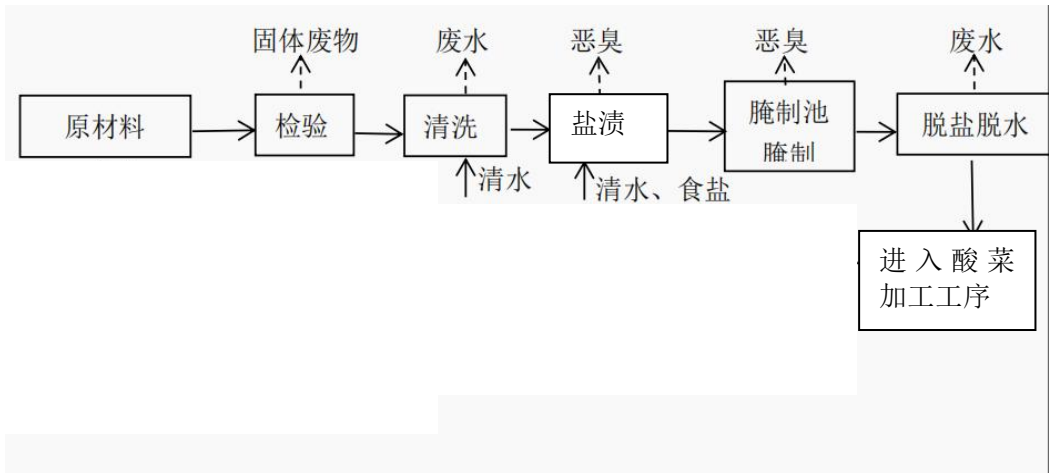 固体废物
废水
恶臭
恶臭
废水
原材料
检验
清洗
盐渍
腌制池
腌制
脱盐脱水
清水
清水、食盐
进入酸菜
加工工序